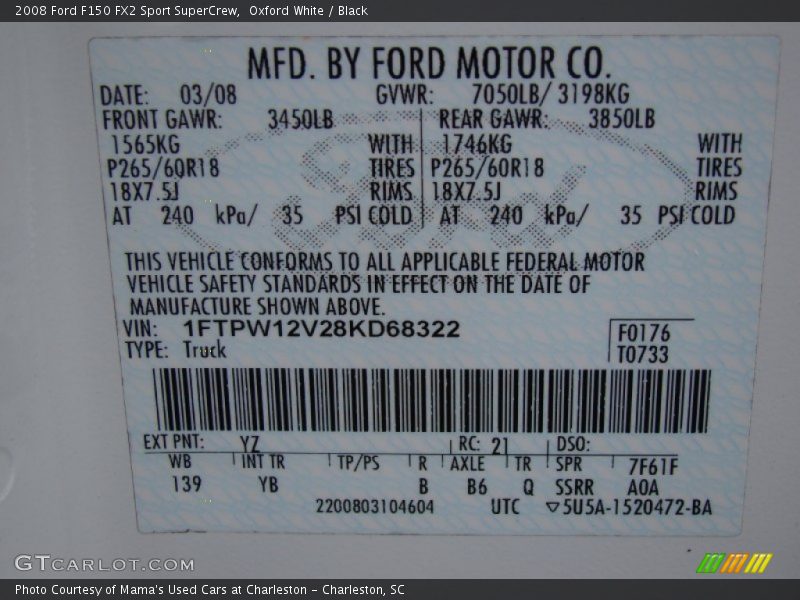 2008 Ford F150 FX2 Sport SuperCrew, Oxford White / Black
MFD. BY FORD MOTOR CO.
DATE: 03/08 GVWR: 7050LB/ 3198KG
FRONT GAWR: 3450LB REAR GAWR: 3850LB
1565KG WITH 1746KG WITH
P265/60R18 TIRES P265/60R18 TIRES
18X7.5J RIMS 18X7.5J RIMS
AT 240 kPa/ 35 PSI COLD AT 240 kPa/ 35 PSI COLD
THIS VEHICLE CONFORMS TO ALL APPLICABLE FEDERAL MOTOR
VEHICLE SAFETY STANDARDS IN EFFECT ON THE DATE OF
MANUFACTURE SHOWN ABOVE.
VIN: 1FTPW12V28KD68322
F0176
TYPE: Truck T0733
EXT PNT: YZ RC: 21 DSO:
WB INT TR TP/PS R AXLE TR SPR 7F61F
139 YB B B6 Q SSRR A0A
2200803104604 UTC ▽5U5A-1520472-BA
GTCARLOT.COM
Photo Courtesy of Mama's Used Cars at Charleston - Charleston, SC